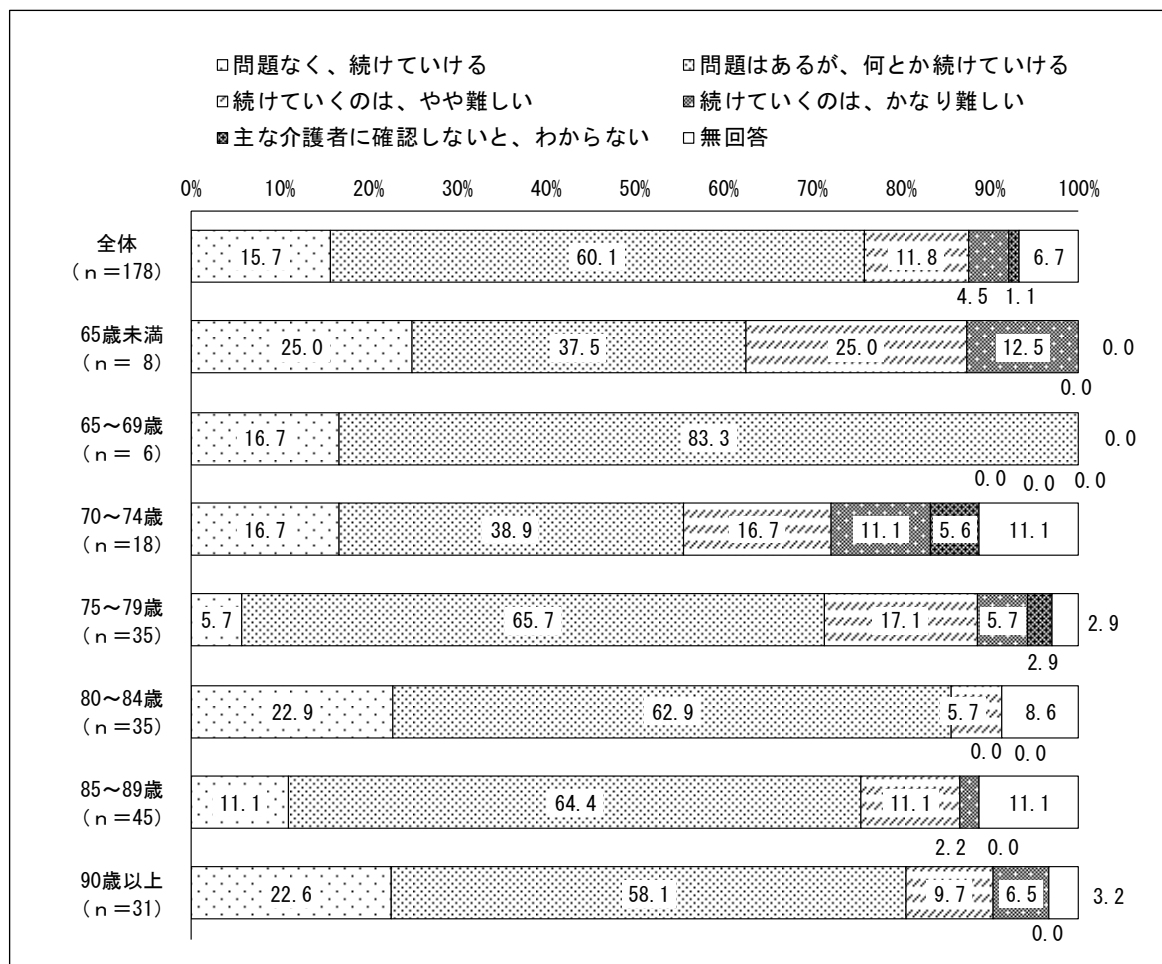 □問題なく、続けていける □問題はあるが、何とか続けていける
□続けていくのは、やや難しい ■続けていくのは、かなり難しい
■主な介護者に確認しないと、わからない □無回答
0% 10% 20% 30% 40% 50% 60% 70% 80% 90% 100%
全体
(n=178)
15.7 60.1 11.8 6.7
4.5 1.1
65歳未満
(n= 8)
25.0 37.5 25.0 12.5 0.0
0.0
65～69歳
(n= 6)
16.7 83.3 0.0
0.0 0.0 0.0
70～74歳
(n=18)
16.7 38.9 16.7 11.1 5.6 11.1
75～79歳
(n=35)
5.7 65.7 17.1 5.7 2.9
2.9
80～84歳
(n=35)
22.9 62.9 5.7 8.6
0.0 0.0
85～89歳
(n=45)
11.1 64.4 11.1 11.1
2.2 0.0
90歳以上
(n=31)
22.6 58.1 9.7 6.5 3.2
0.0